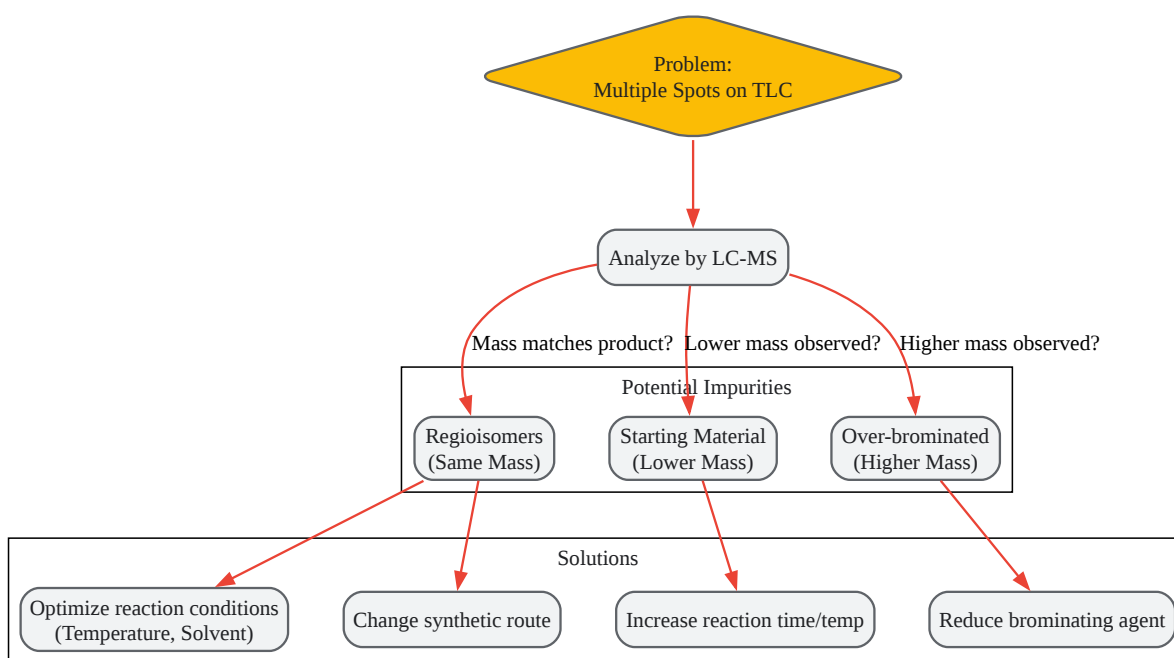 Problem:
Multiple Spots on TLC
Analyze by LC-MS
Mass matches product?
Lower mass observed?
Higher mass observed?
Potential Impurities
Regioisomers
(Same Mass)
Starting Material
(Lower Mass)
Over-brominated
(Higher Mass)
Solutions
Optimize reaction conditions
(Temperature, Solvent)
Change synthetic route
Increase reaction time/temp
Reduce brominating agent